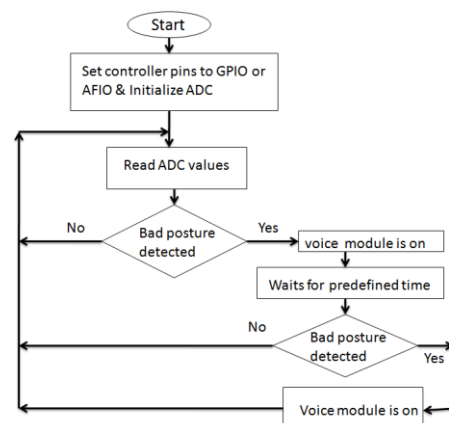 Start
Set controller pins to GPIO or
AFIO & Initialize ADC
Read ADC values
No
Bad posture
detected
Yes
voice module is on
Waits for predefined time
No
Bad posture
detected
Yes
Voice module is on